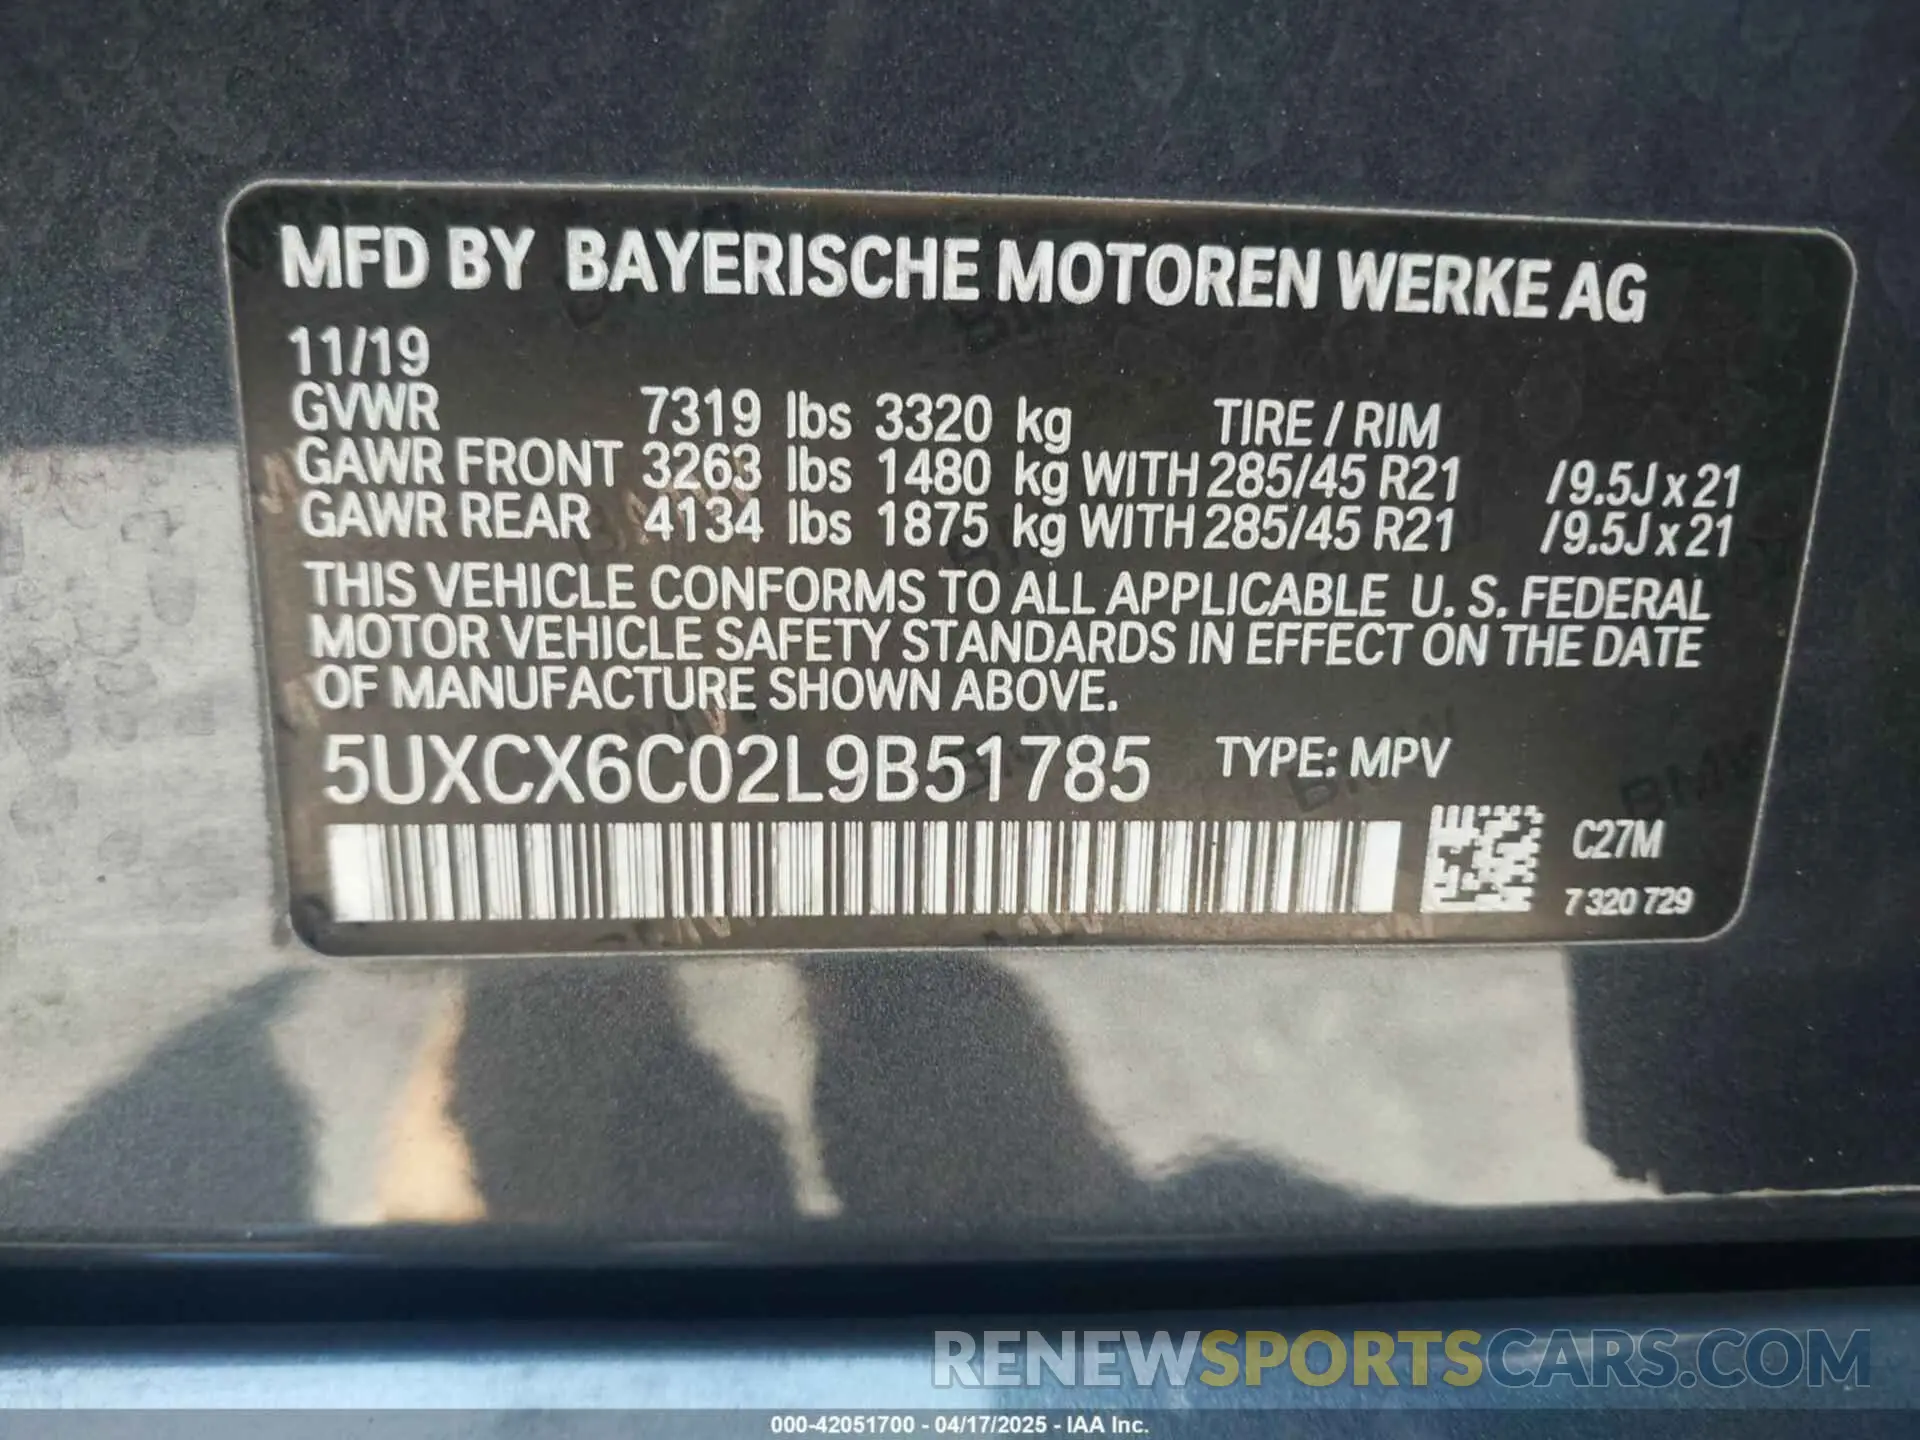 MFD BY BAYERISCHE MOTOREN WERKE AG
11/19
GVWR 7319 lbs 3320 kg TIRE / RIM
GAWR FRONT 3263 lbs 1480 kg WITH 285/45 R21 /9.5J x 21
GAWR REAR 4134 lbs 1875 kg WITH 285/45 R21 /9.5J x 21
THIS VEHICLE CONFORMS TO ALL APPLICABLE U. S. FEDERAL
MOTOR VEHICLE SAFETY STANDARDS IN EFFECT ON THE DATE
OF MANUFACTURE SHOWN ABOVE.
5UXCX6C02L9B51785 TYPE: MPV
C27M
7 320 729
RENEWSPORTSCARS.COM
000-42051700 - 04/17/2025 - IAA Inc.